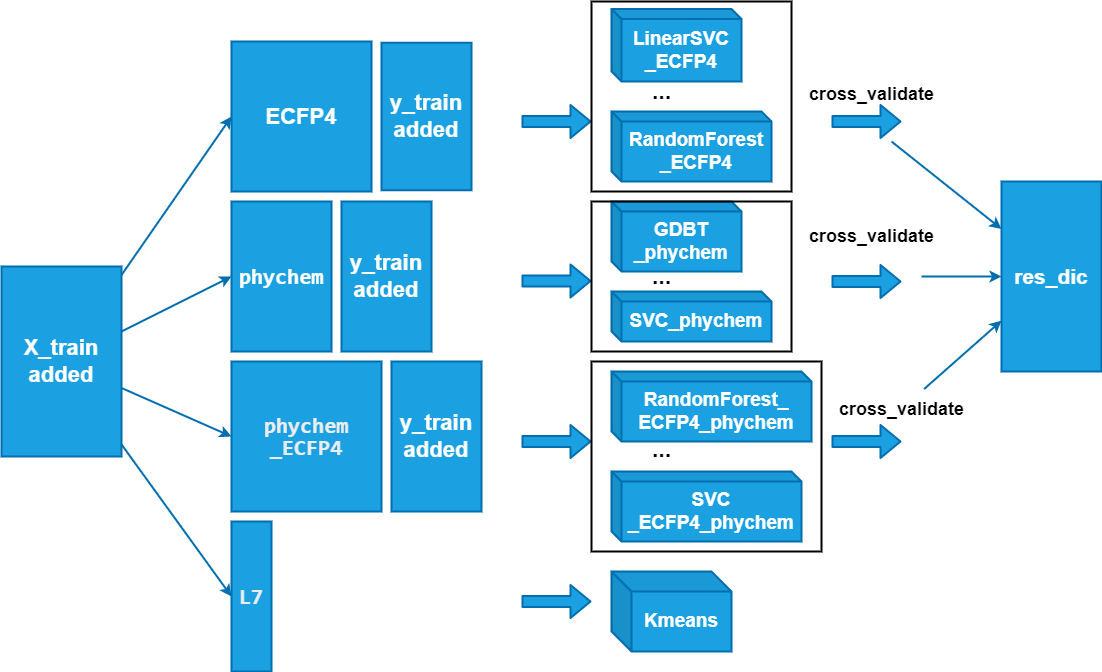 X_train
added
ECFP4
y_train
added
phychem
y_train
added
phychem
_ECFP4
y_train
added
L7
LinearSVC
_ECFP4
...
RandomForest
_ECFP4
GDBT
_phychem
...
SVC_phychem
RandomForest_
ECFP4_phychem
...
SVC
_ECFP4_phychem
Kmeans
cross_validate
cross_validate
cross_validate
res_dic